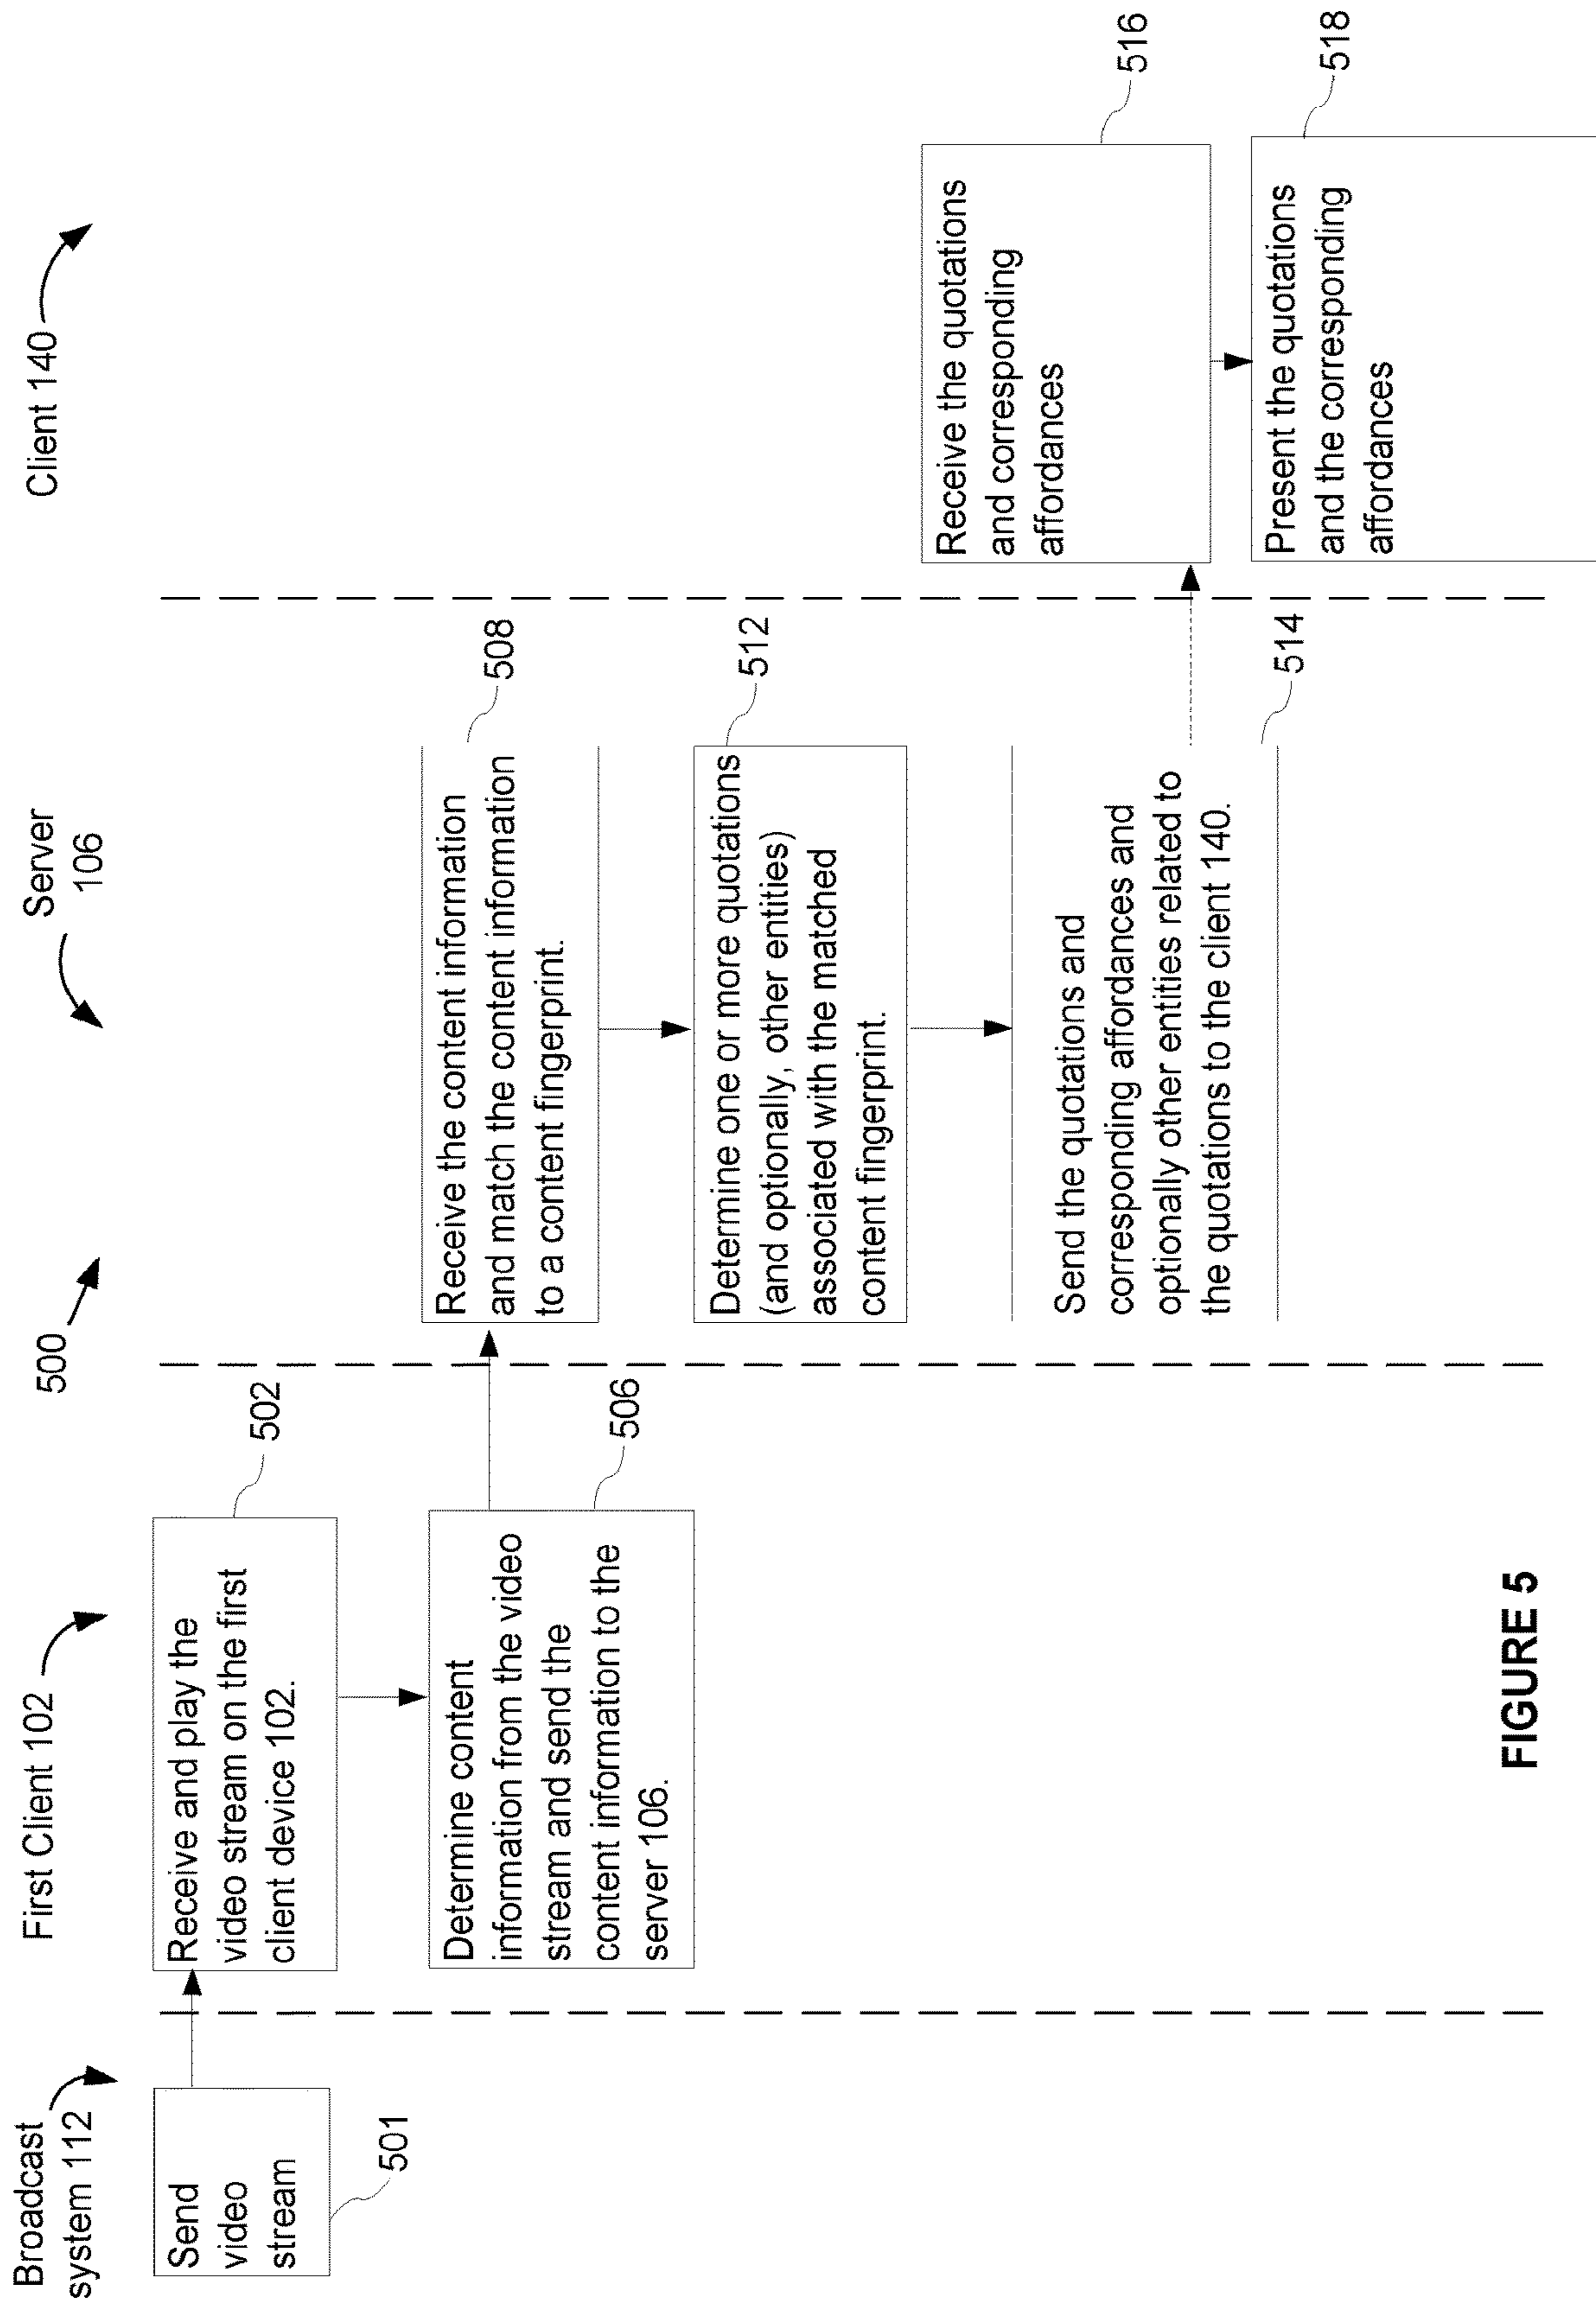 Broadcast
system 112
First Client 102
500
Server
106
Client 140
Send
video
stream
501
Receive and play the
video stream on the first
client device 102.
502
Determine content
information from the video
stream and send the
content information to the
server 106.
506
Receive the content information
and match the content information
to a content fingerprint.
508
Determine one or more quotations
(and optionally, other entities)
associated with the matched
content fingerprint.
512
Send the quotations and
corresponding affordances and
optionally other entities related to
the quotations to the client 140.
514
Receive the quotations
and corresponding
affordances
516
Present the quotations
and the corresponding
affordances
518
FIGURE 5